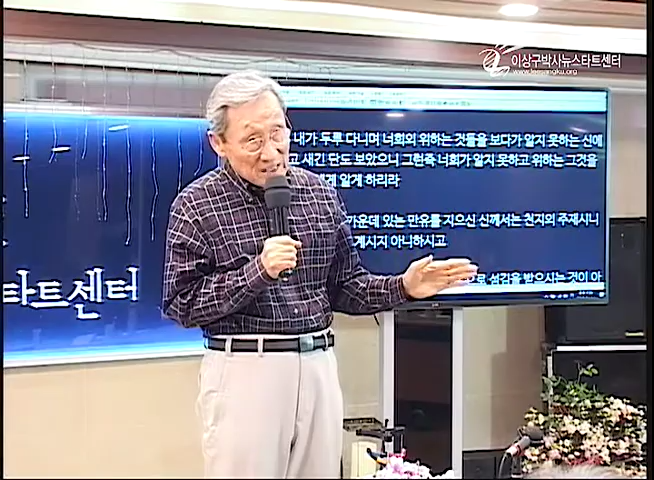 이상구박사뉴스타트센터
www.leesangku.org
내가 두루 다니며 너희의 위하는 것들을 보다가 알지 못하는 신에
고 새긴 단도 보았으니 그런즉 너희가 알지 못하고 위하는 그것을
알게 하리라
가운데 있는 만유를 지으신 신께서는 천지의 주재시니
계시지 아니하시고
섬김을 받으시는 것이 아
타트센터